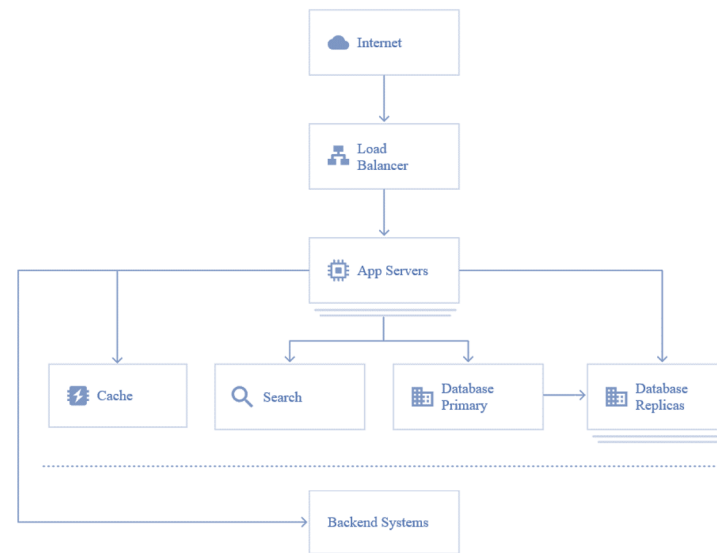 Internet
Load
Balancer
App Servers
Cache
Search
Database
Primary
Database
Replicas
Backend Systems